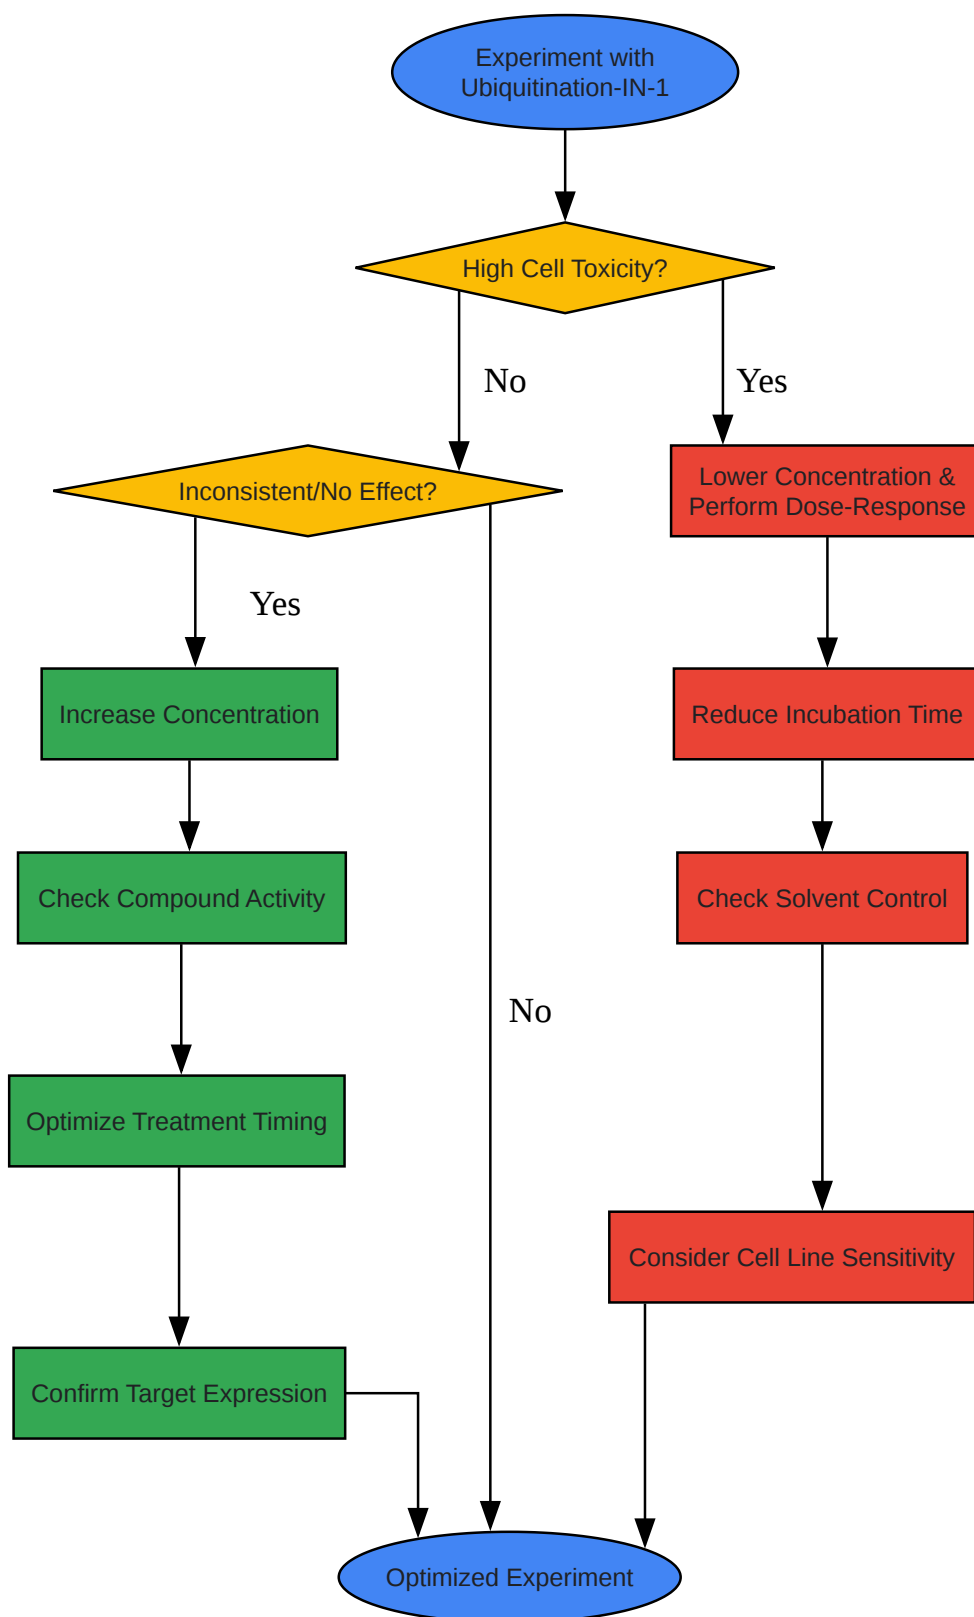 Experiment with
Ubiquitination-IN-1
High Cell Toxicity?
No
Yes
Inconsistent/No Effect?
Lower Concentration &
Perform Dose-Response
Yes
Increase Concentration
Reduce Incubation Time
Check Compound Activity
Check Solvent Control
No
Optimize Treatment Timing
Consider Cell Line Sensitivity
Confirm Target Expression
Optimized Experiment